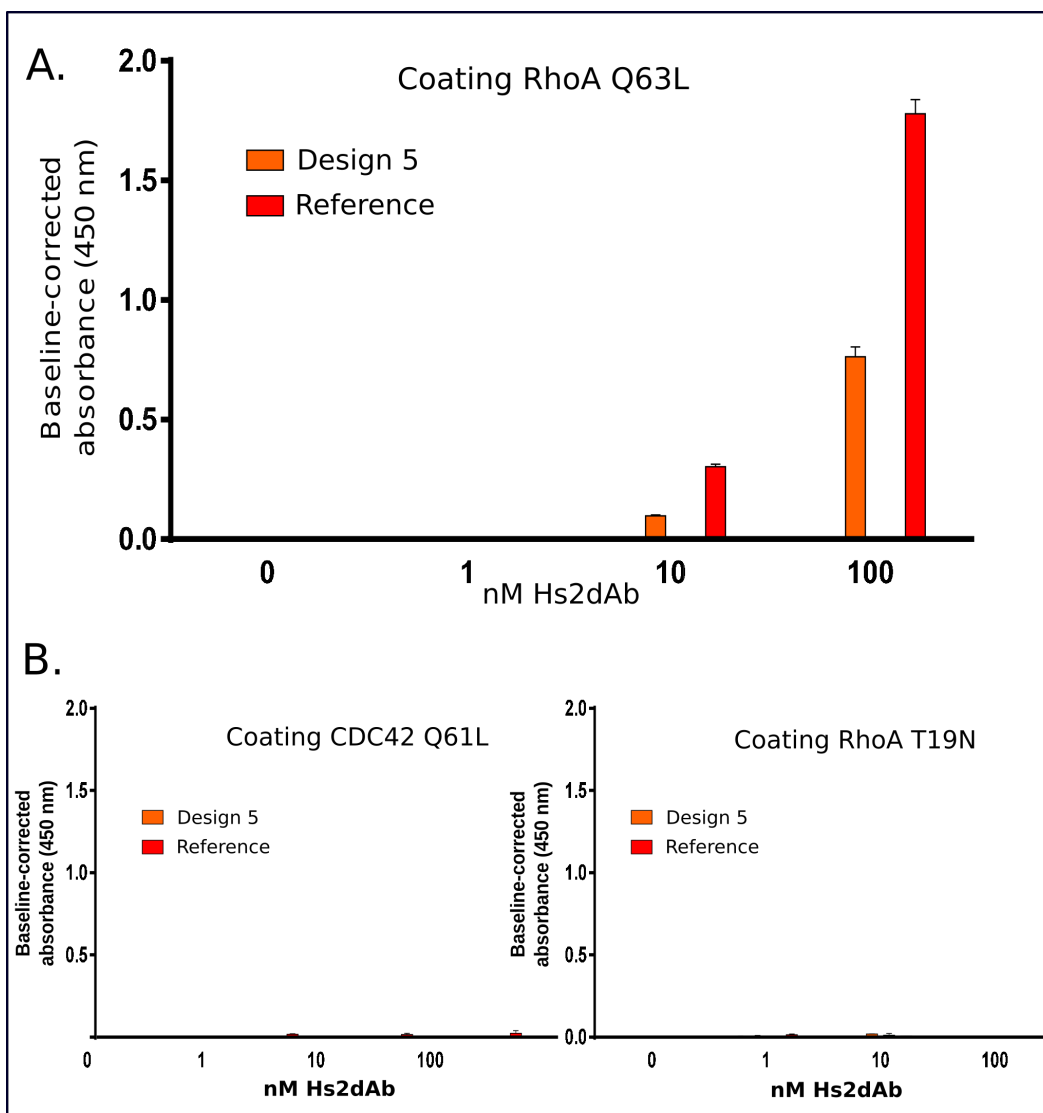 A.
Coating RhoA Q63L
2.0
1.5
1.0
0.5
0.0
Baseline-corrected
absorbance (450 nm)
Design 5
Reference
0 1 10 100
nM Hs2dAb
B.
Coating CDC42 Q61L
2.0
1.5
1.0
0.5
Baseline-corrected
absorbance (450 nm)
Design 5
Reference
0 1 10 100
nM Hs2dAb
Coating RhoA T19N
2.0
1.5
1.0
0.5
0.0
Baseline-corrected
absorbance (450 nm)
Design 5
Reference
0 1 10 100
nM Hs2dAb